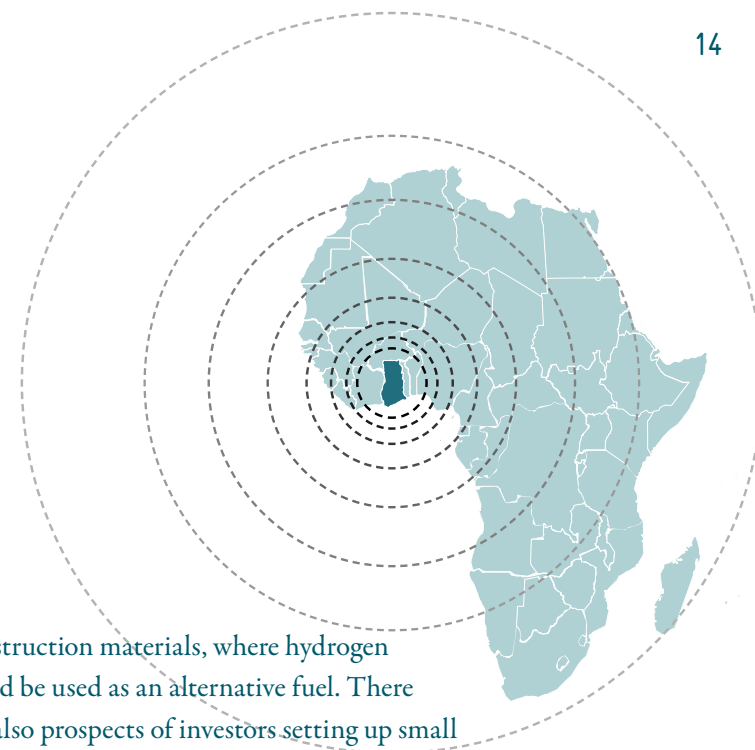 14
struction materials, where hydrogen
d be used as an alternative fuel. There
also prospects of investors setting up small